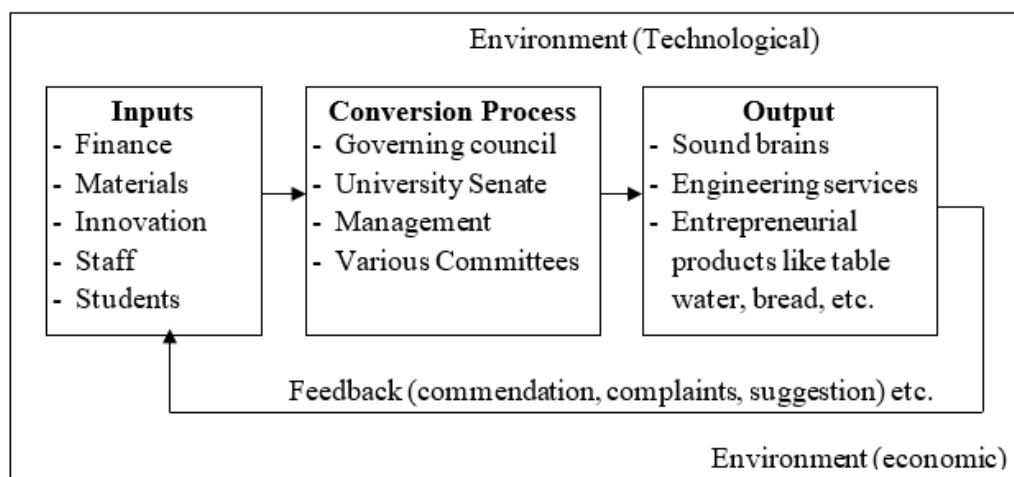 Environment (Technological)
Inputs
- Finance
- Materials
- Innovation
- Staff
- Students
Conversion Process
- Governing council
- University Senate
- Management
- Various Committees
Output
- Sound brains
- Engineering services
- Entrepreneurial
products like table
water, bread, etc.
Feedback (commendation, complaints, suggestion) etc.
Environment (economic)